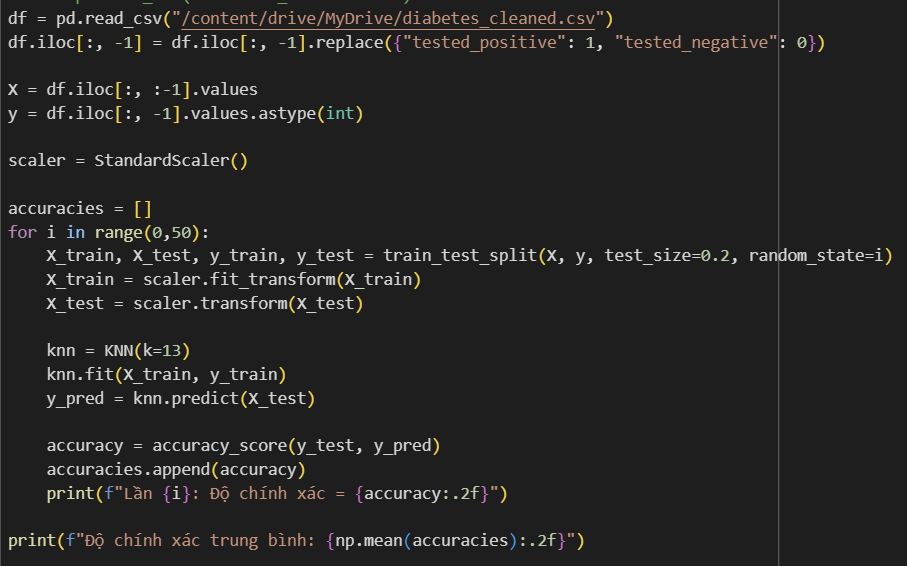 df = pd.read_csv("/content/drive/MyDrive/diabetes_cleaned.csv")
df.iloc[:, -1] = df.iloc[:, -1].replace({"tested_positive": 1, "tested_negative": 0})
X = df.iloc[:, :-1].values
y = df.iloc[:, -1].values.astype(int)
scaler = StandardScaler()
accuracies = []
for i in range(0,50):
    X_train, X_test, y_train, y_test = train_test_split(X, y, test_size=0.2, random_state=i)
    X_train = scaler.fit_transform(X_train)
    X_test = scaler.transform(X_test)
    knn = KNN(k=13)
    knn.fit(X_train, y_train)
    y_pred = knn.predict(X_test)
    accuracy = accuracy_score(y_test, y_pred)
    accuracies.append(accuracy)
    print(f"Lần {i}: Độ chính xác = {accuracy:.2f}")
print(f"Độ chính xác trung bình: {np.mean(accuracies):.2f}")